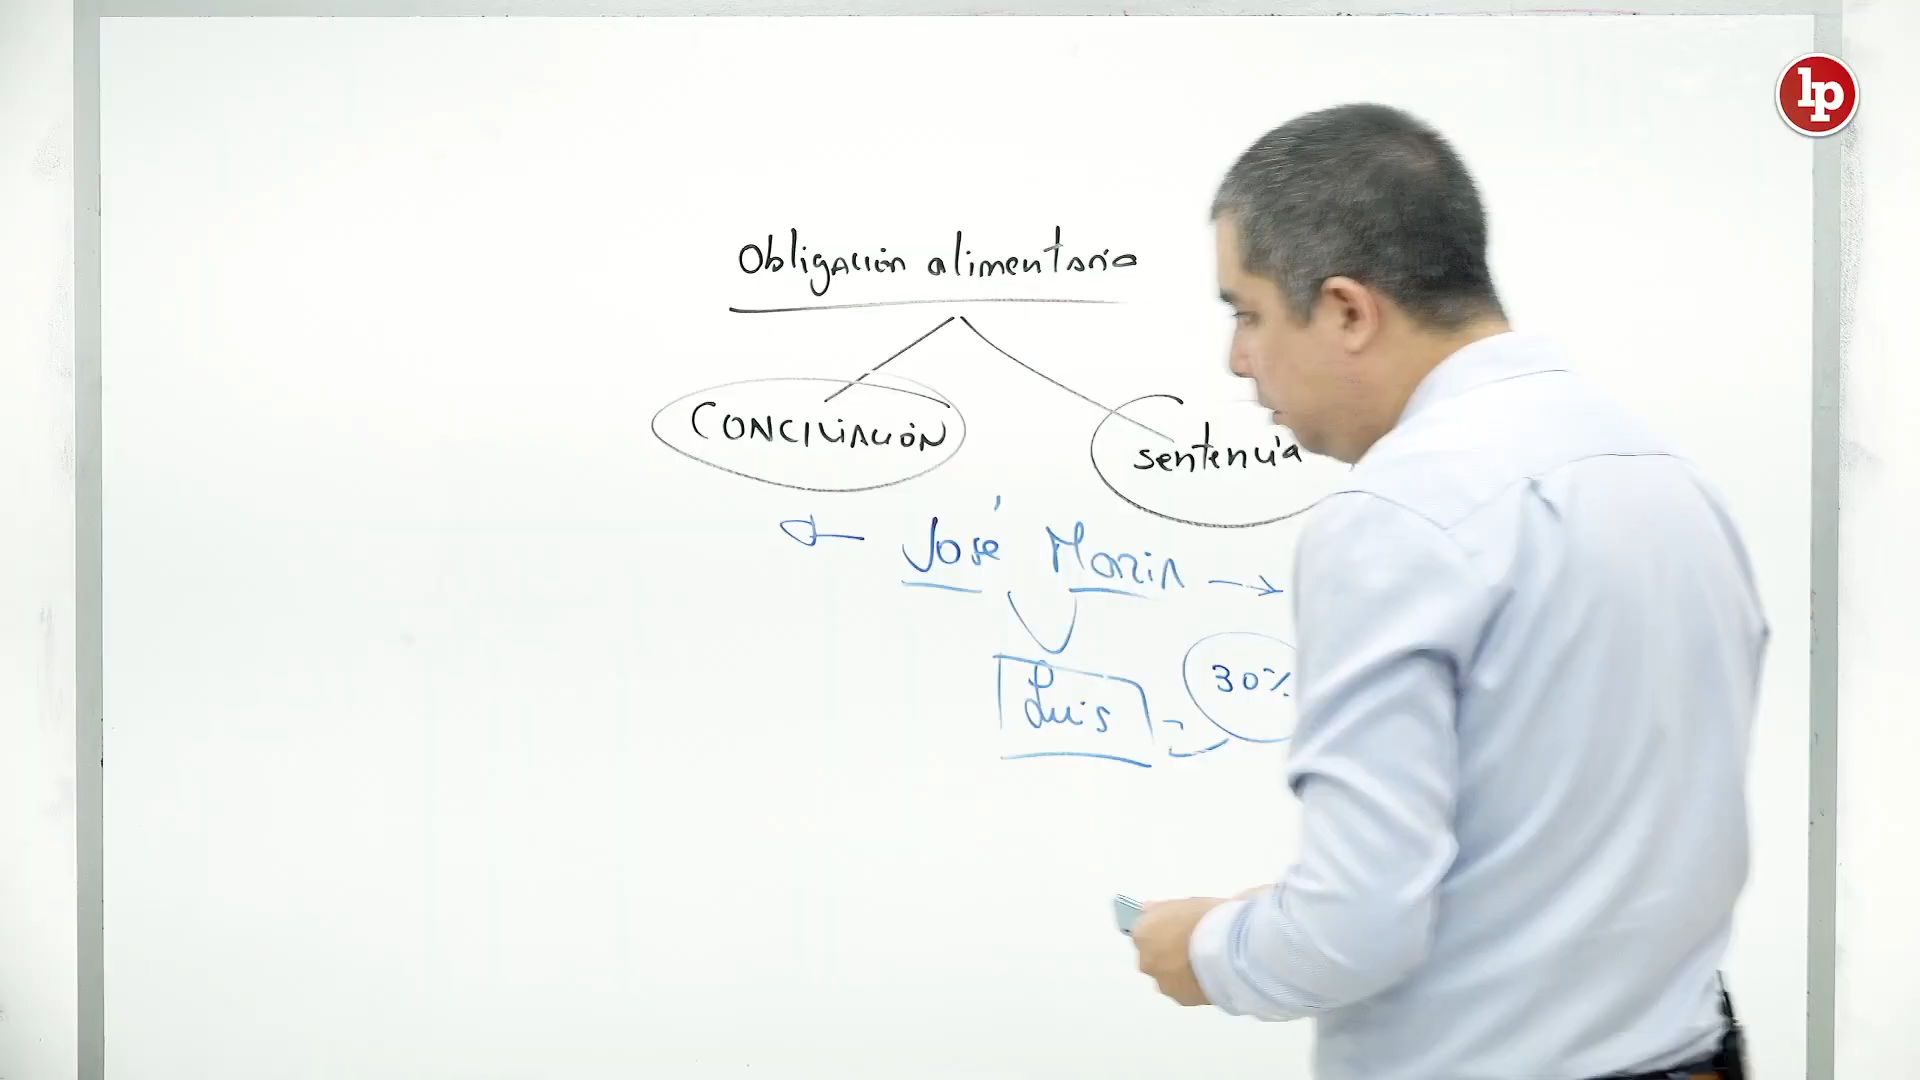 lp
Obligación alimentaria
CONCILIACIÓN
sentencia
José María
30%
Luis